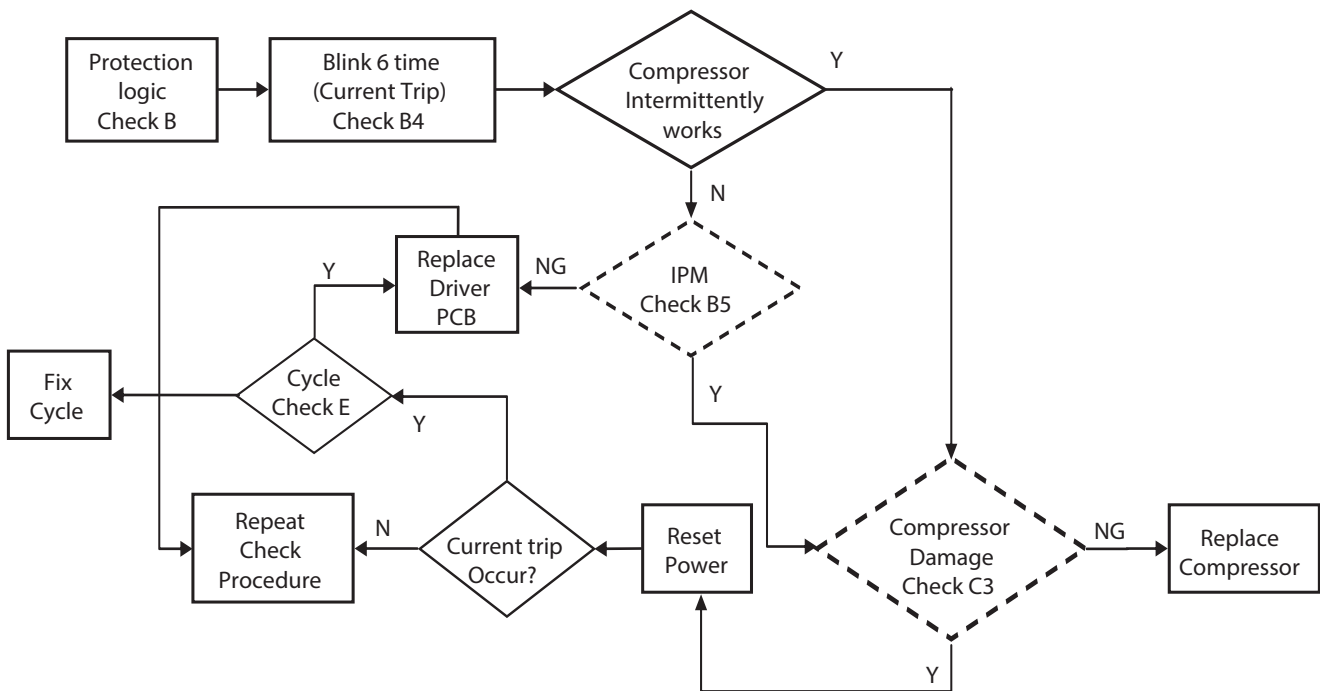 Protection
logic
Check B
Blink 6 time
(Current Trip)
Check B4
Compressor
Intermittently
works
Y
N
IPM
Check B5
NG
Replace
Driver
PCB
Y
Fix
Cycle
Cycle
Check E
Y
Y
Repeat
Check
Procedure
N
Current trip
Occur?
Reset
Power
Compressor
Damage
Check C3
NG
Replace
Compressor
Y